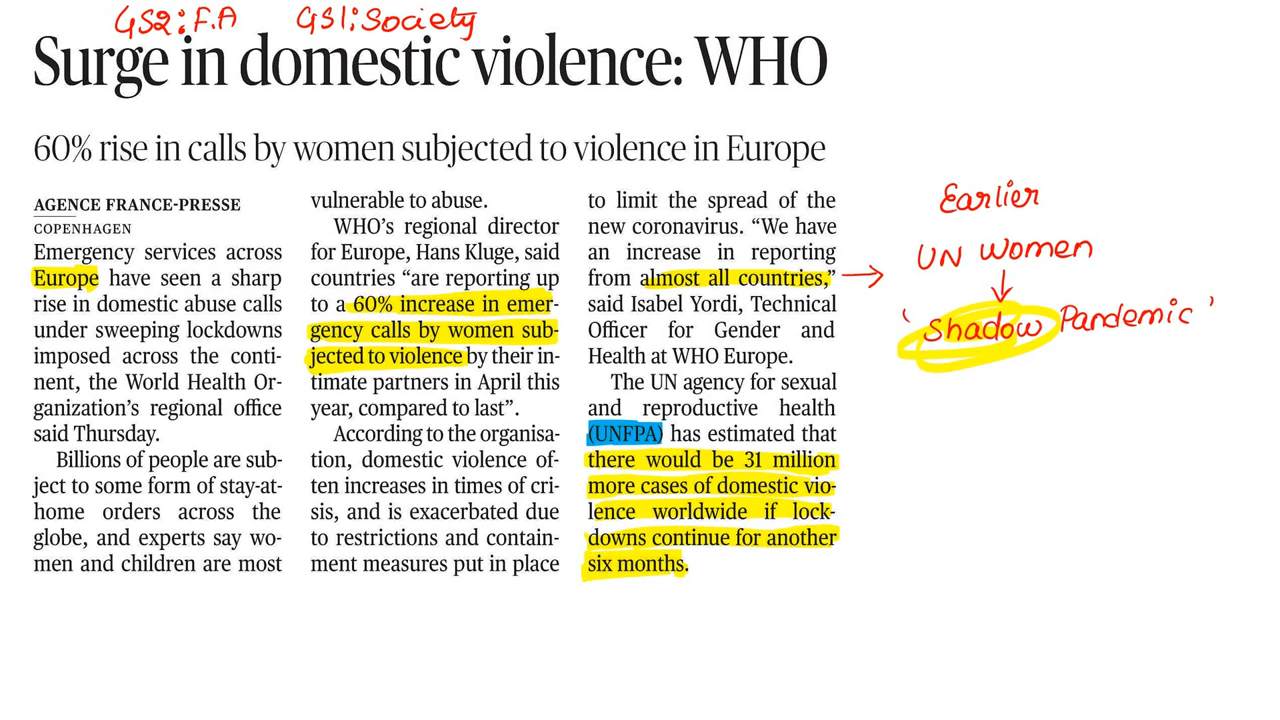 GS2: F.A GS1: Society
Surge in domestic violence: WHO
60% rise in calls by women subjected to violence in Europe
AGENCE FRANCE-PRESSE
COPENHAGEN
Emergency services across
Europe have seen a sharp
rise in domestic abuse calls
under sweeping lockdowns
imposed across the conti-
nent, the World Health Or-
ganization's regional office
said Thursday.
Billions of people are sub-
ject to some form of stay-at-
home orders across the
globe, and experts say wo-
men and children are most
vulnerable to abuse.
WHO's regional director
for Europe, Hans Kluge, said
countries "are reporting up
to a 60% increase in emer-
gency calls by women sub-
jected to violence by their in-
timate partners in April this
year, compared to last".
According to the organisa-
tion, domestic violence of-
ten increases in times of cri-
sis, and is exacerbated due
to restrictions and contain-
ment measures put in place
to limit the spread of the
new coronavirus. "We have
an increase in reporting
from almost all countries,"
said Isabel Yordi, Technical
Officer for Gender and
Health at WHO Europe.
The UN agency for sexual
and reproductive health
(UNFPA) has estimated that
there would be 31 million
more cases of domestic vio-
lence worldwide if lock-
downs continue for another
six months.
Earlier
UN Women
'Shadow Pandemic'